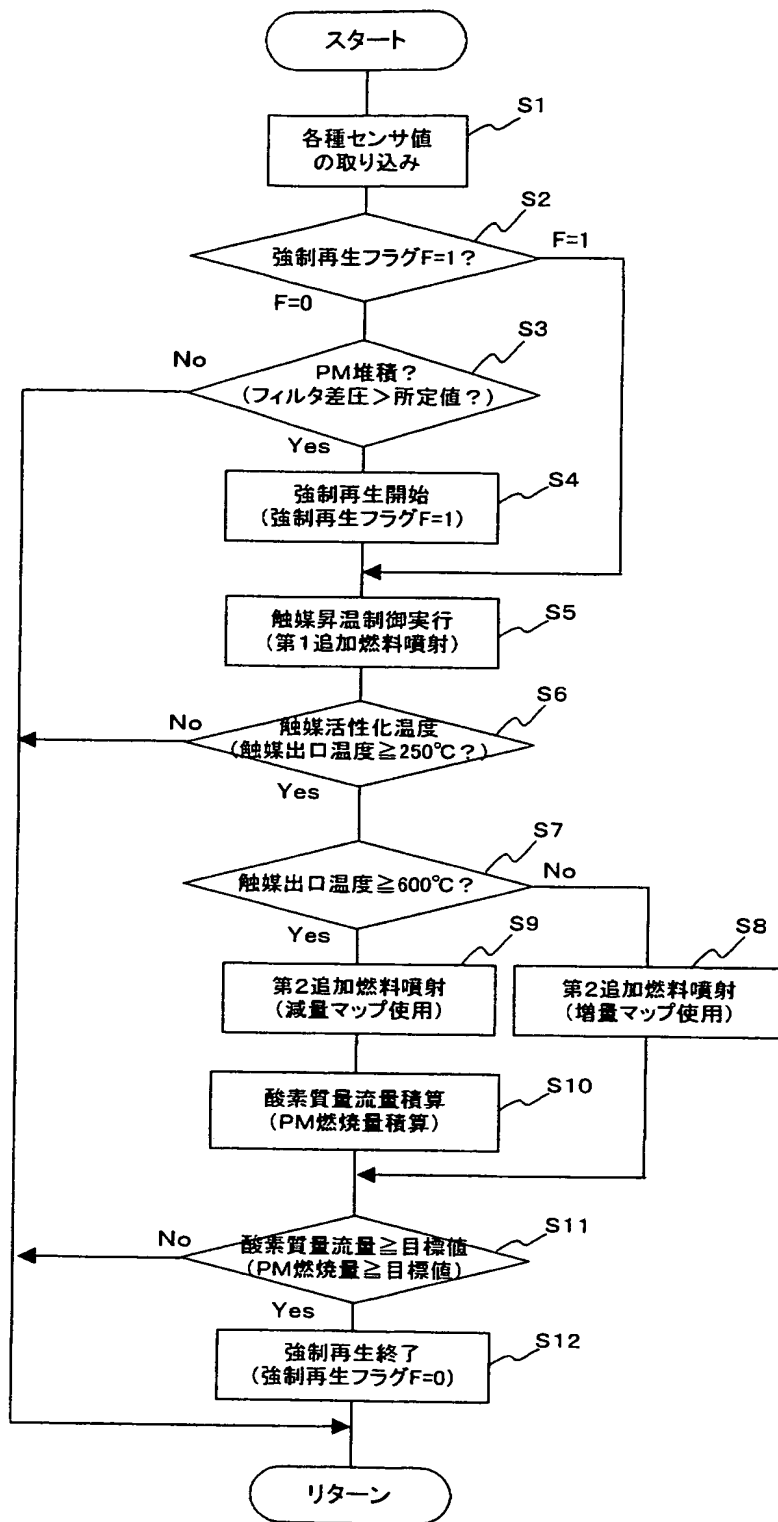 スタート
S1
各種センサ値
の取り込み
S2
強制再生フラグF=1?
F=1
F=0
S3
No
PM堆積?
(フィルタ差圧>所定値?)
Yes
S4
強制再生開始
(強制再生フラグF=1)
S5
触媒昇温制御実行
(第1追加燃料噴射)
S6
No
触媒活性化温度
(触媒出口温度≧250℃?)
Yes
S7
触媒出口温度≧600℃?
No
Yes
S9
S8
第2追加燃料噴射
(減量マップ使用)
第2追加燃料噴射
(増量マップ使用)
S10
酸素質量流量積算
(PM燃焼量積算)
S11
No
酸素質量流量≧目標値
(PM燃焼量≧目標値)
Yes
S12
強制再生終了
(強制再生フラグF=0)
リターン